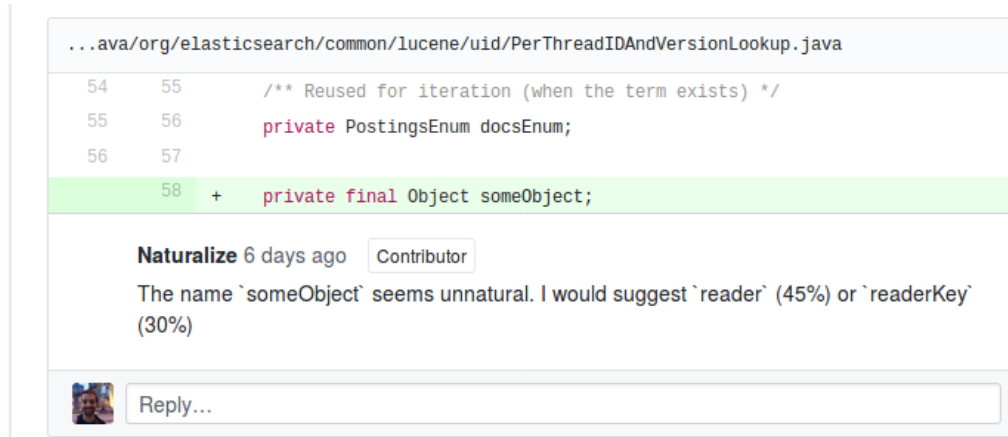 ...ava/org/elasticsearch/common/lucene/uid/PerThreadIDAndVersionLookup.java
54 55 /** Reused for iteration (when the term exists) */
55 56 private PostingsEnum docsEnum;
56 57
58 + private final Object someObject;
Naturalize 6 days ago Contributor
The name `someObject` seems unnatural. I would suggest `reader` (45%) or `readerKey`
(30%)
Reply…